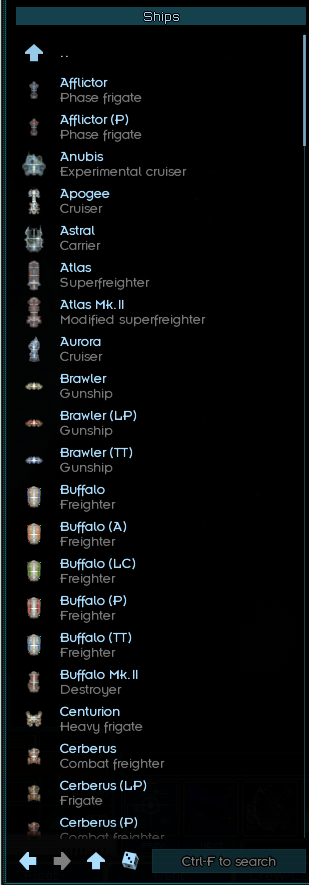 Ships
..
Afflictor
Phase frigate
Afflictor (P)
Phase frigate
Anubis
Experimental cruiser
Apogee
Cruiser
Astral
Carrier
Atlas
Superfreighter
Atlas Mk.II
Modified superfreighter
Aurora
Cruiser
Brawler
Gunship
Brawler (LP)
Gunship
Brawler (TT)
Gunship
Buffalo
Freighter
Buffalo (A)
Freighter
Buffalo (LC)
Freighter
Buffalo (P)
Freighter
Buffalo (TT)
Freighter
Buffalo Mk.II
Destroyer
Centurion
Heavy frigate
Cerberus
Combat freighter
Cerberus (LP)
Frigate
Cerberus (P)
Combat freighter
Ctrl-F to search